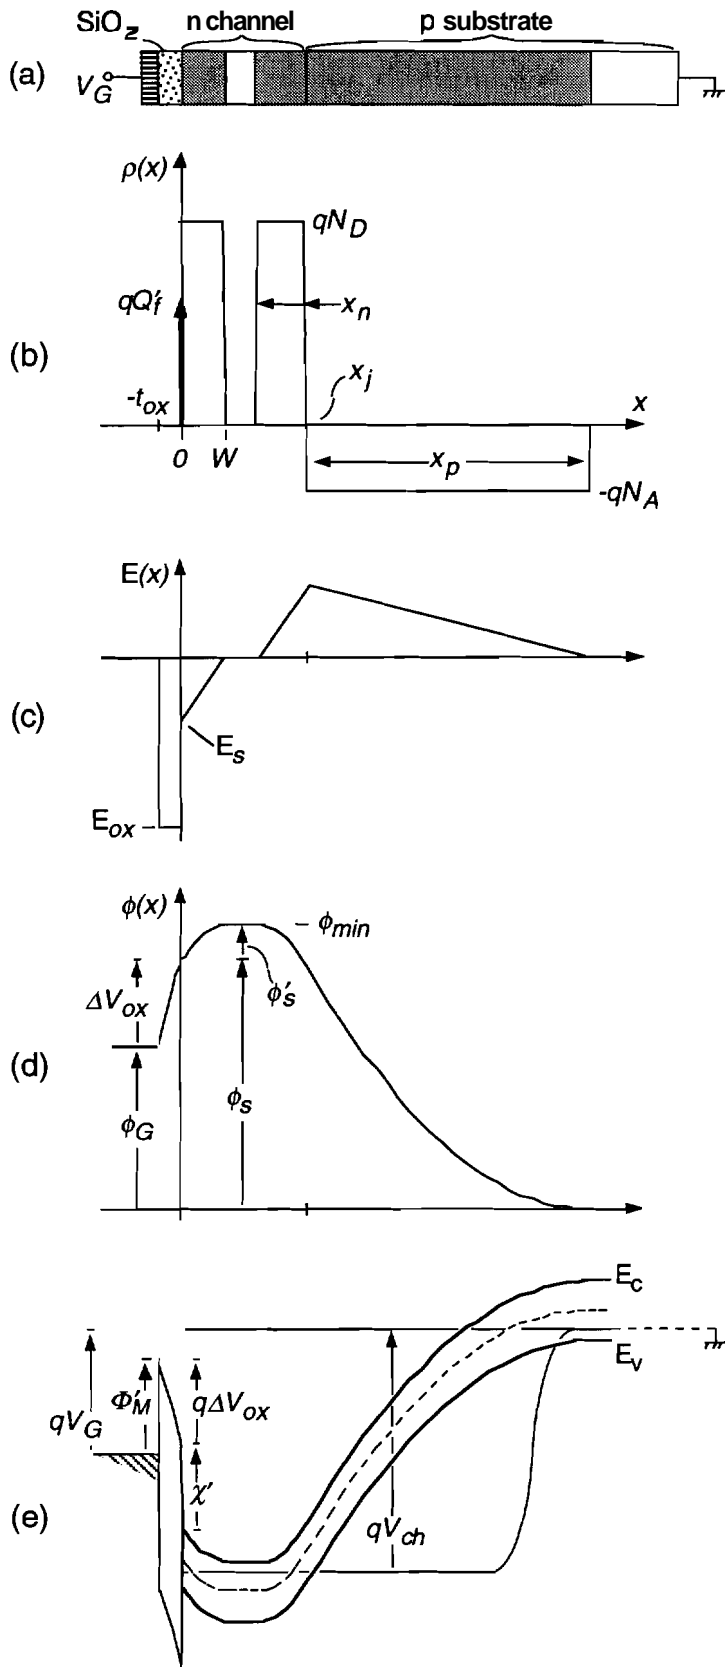 SiO₂ n channel p substrate
(a) V_G
ρ(x)
qN_D
qQ'_f x_n
(b) x_j
-t_ox x
0 W x_p
-qN_A
E(x)
(c)
E_s
E_ox
ϕ(x)
ϕ_min
ΔV_ox ϕ'_s
(d)
ϕ_G ϕ_s
E_c
E_v
qV_G Φ'_M qΔV_ox
χ'
(e) qV_ch